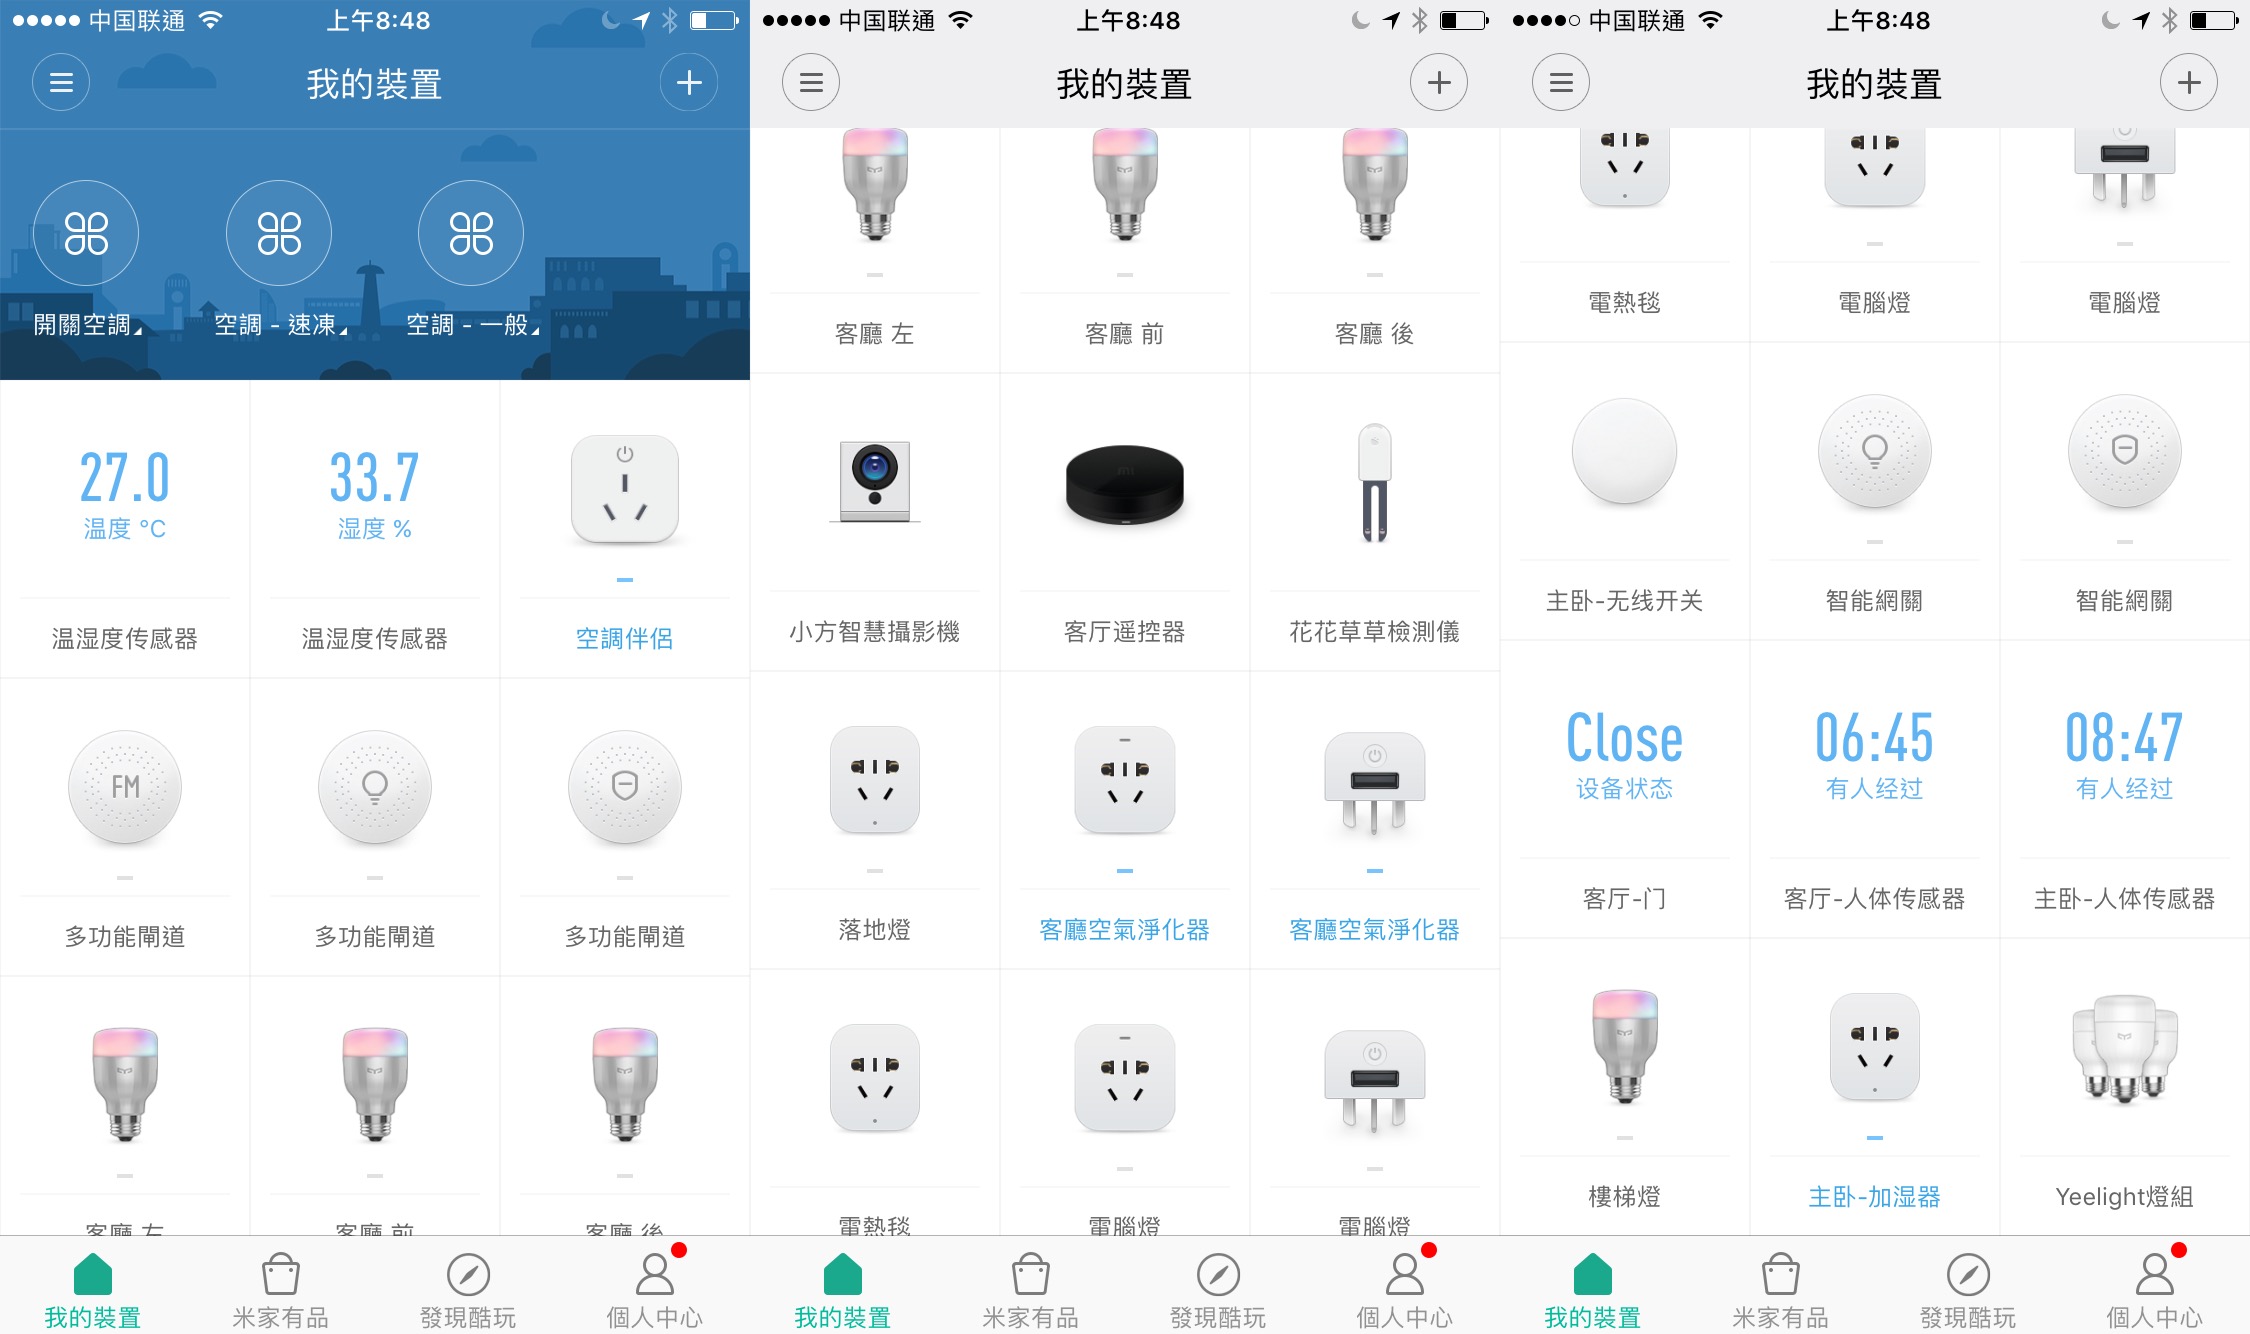 中国联通
上午8:48
我的裝置
開關空調
空調 - 速凍
空調 - 一般
27.0
温度 °C
33.7
湿度 %
温湿度传感器
温湿度传感器
空調伴侶
FM
多功能閘道
多功能閘道
多功能閘道
客廳 左
客廳 前
客廳 後
我的裝置
米家有品
發現酷玩
個人中心
中国联通
上午8:48
我的裝置
客廳 左
客廳 前
客廳 後
小方智慧攝影機
客厅遥控器
花花草草檢測儀
落地燈
客廳空氣淨化器
客廳空氣淨化器
電熱毯
電腦燈
電腦燈
我的裝置
米家有品
發現酷玩
個人中心
中国联通
上午8:48
我的裝置
電熱毯
電腦燈
電腦燈
主卧-无线开关
智能網關
智能網關
Close
设备状态
06:45
有人经过
08:47
有人经过
客厅-门
客厅-人体传感器
主卧-人体传感器
樓梯燈
主卧-加湿器
Yeelight燈組
我的裝置
米家有品
發現酷玩
個人中心